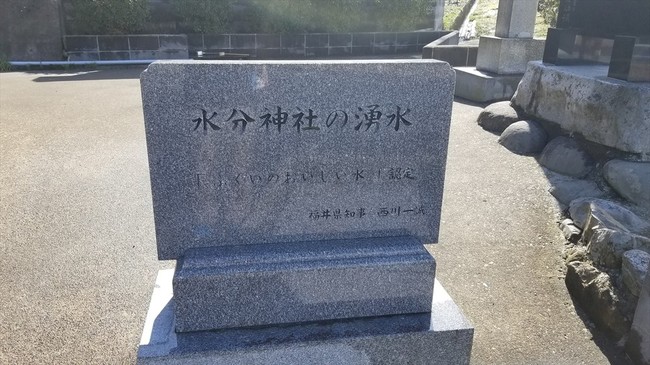 水分神社の湧水
「ふくいのおいしい水」認定
福井県知事 西川一誠